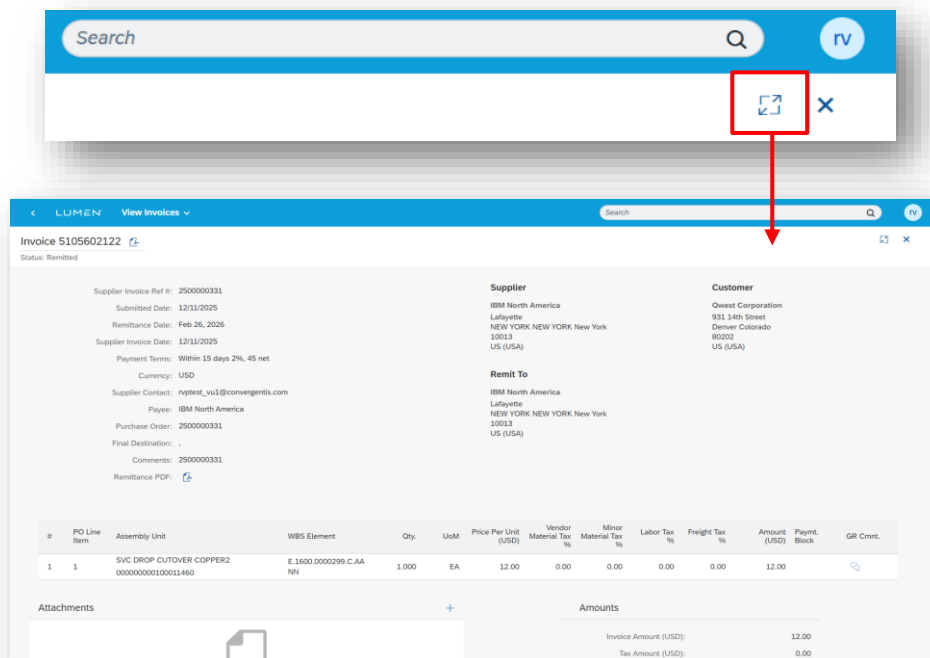 Search
rv
LUMEN View Invoices
Search
rv
Invoice 5105602122
Status: Remitted
Supplier Invoice Ref #: 2500000331
Submitted Date: 12/11/2025
Remittance Date: Feb 26, 2026
Supplier Invoice Date: 12/11/2025
Payment Terms: Within 15 days 2%, 45 net
Currency: USD
Supplier Contact: rvptest_vu1@convergentis.com
Payee: IBM North America
Purchase Order: 2500000331
Final Destination: ,
Comments: 2500000331
Remittance PDF:
Supplier
IBM North America
Lafayette
NEW YORK NEW YORK New York
10013
US (USA)
Remit To
IBM North America
Lafayette
NEW YORK NEW YORK New York
10013
US (USA)
Customer
Qwest Corporation
931 14th Street
Denver Colorado
80202
US (USA)
# PO Line Item Assembly Unit WBS Element Qty. UoM Price Per Unit (USD) Vendor Material Tax % Minor Material Tax % Labor Tax % Freight Tax % Amount (USD) Paymt. Block GR Cmnt.
1 1 SVC DROP CUTOVER COPPER2 E.1600.0000299.C.AA 1.000 EA 12.00 0.00 0.00 0.00 0.00 12.00
000000000100011460 NN
Attachments +
Amounts
Invoice Amount (USD): 12.00
Tax Amount (USD): 0.00